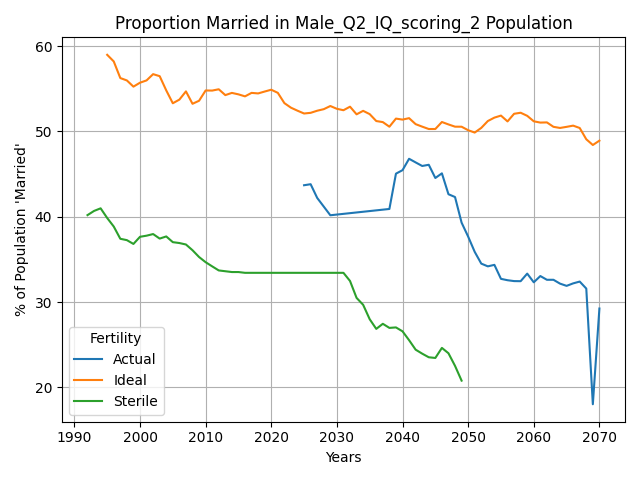 Proportion Married in Male_Q2_IQ_scoring_2 Population
% of Population 'Married'
60
50
40
30
20
Fertility
Actual
Ideal
Sterile
1990 2000 2010 2020 2030 2040 2050 2060 2070
Years